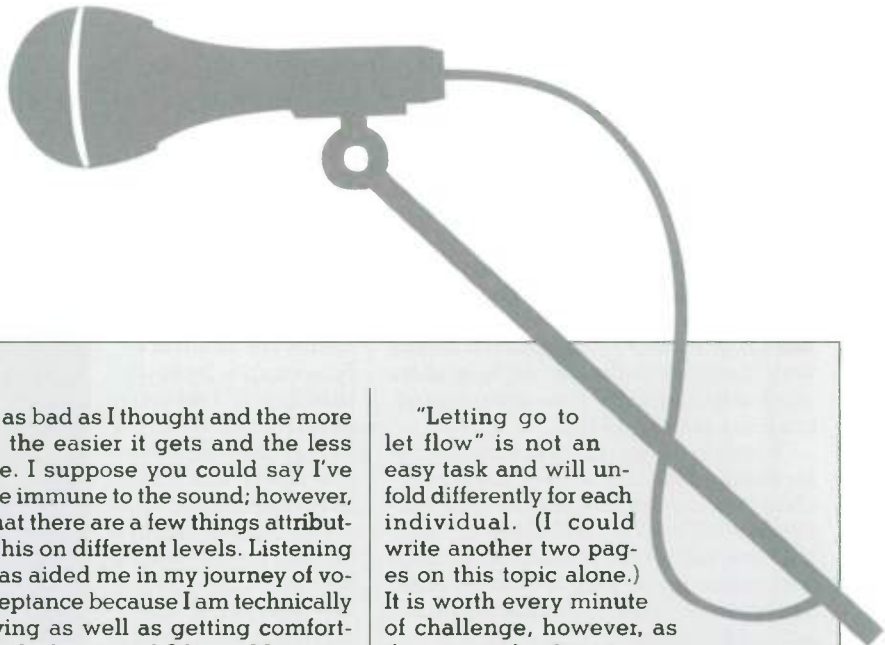 as bad as I thought and the more
the easier it gets and the less
e. I suppose you could say I've
e immune to the sound; however,
hat there are a few things attribut-
his on different levels. Listening
as aided me in my journey of vo-
eptance because I am technically
ving as well as getting comfort-
"Letting go to
let flow" is not an
easy task and will un-
fold differently for each
individual. (I could
write another two pag-
es on this topic alone.)
It is worth every minute
of challenge, however, as